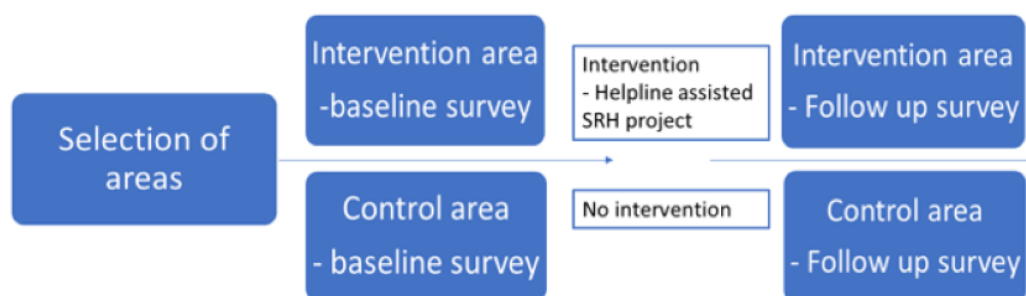 Selection of
areas
Intervention area
-baseline survey
Control area
- baseline survey
Intervention
- Helpline assisted
SRH project
No intervention
Intervention area
- Follow up survey
Control area
- Follow up survey